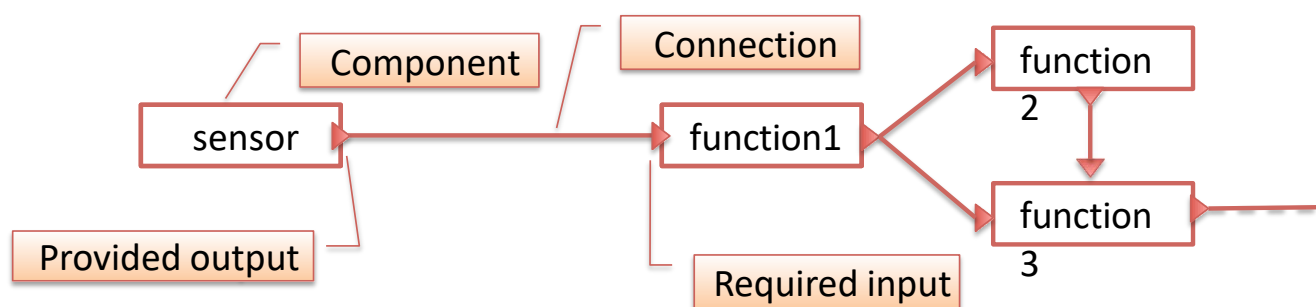 Component
Connection
sensor
function1
function
2
function
3
Provided output
Required input